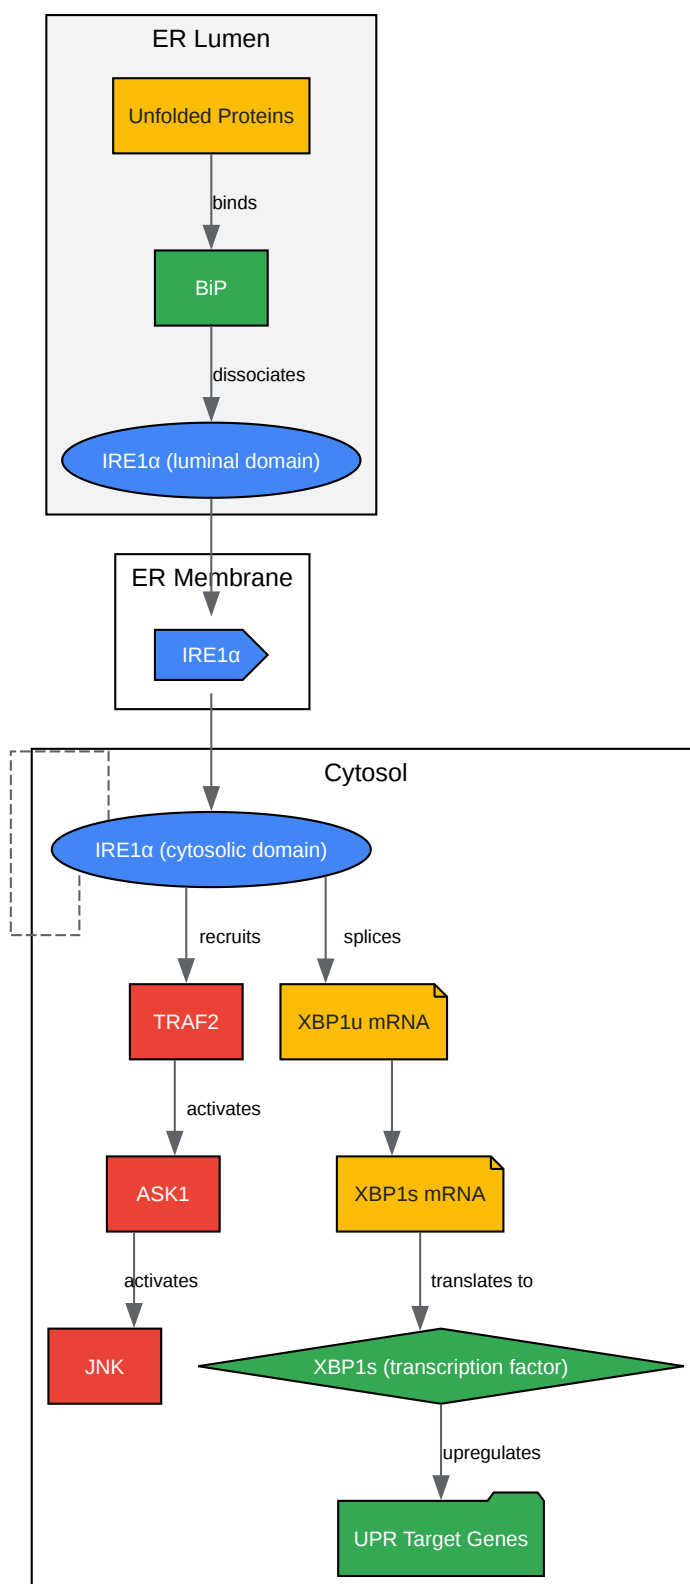 ER Lumen
Unfolded Proteins
binds
BiP
dissociates
IRE1α (luminal domain)
ER Membrane
IRE1α
Cytosol
IRE1α (cytosolic domain)
recruits
splices
TRAF2
XBP1u mRNA
activates
ASK1
XBP1s mRNA
activates
translates to
JNK
XBP1s (transcription factor)
upregulates
UPR Target Genes